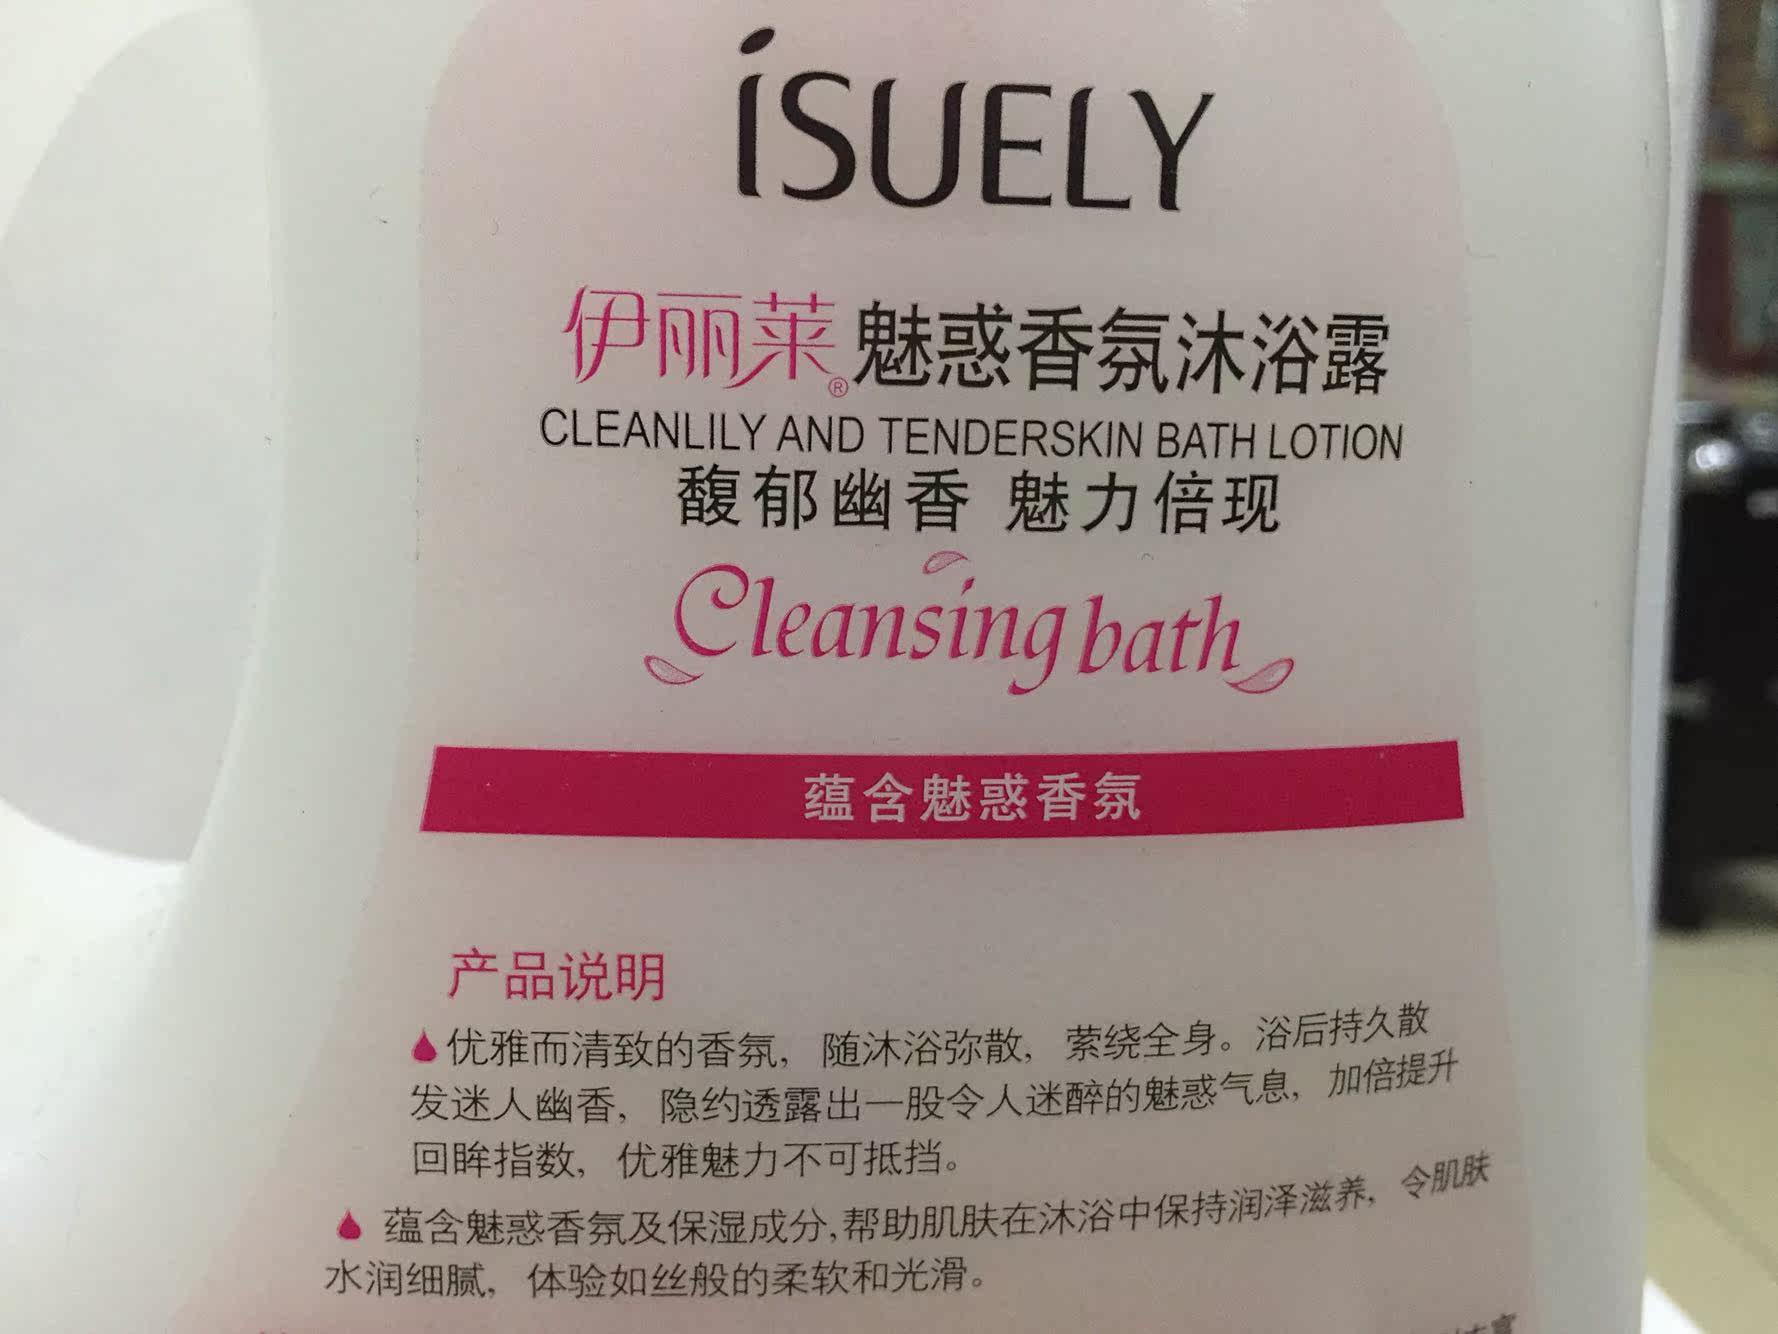 iSUELY
伊丽莱®魅惑香氛沐浴露
CLEANLILY AND TENDERSKIN BATH LOTION
馥郁幽香 魅力倍现
Cleansing bath
蕴含魅惑香氛
产品说明
优雅而清致的香氛，随沐浴弥散，萦绕全身。浴后持久散
发迷人幽香，隐约透露出一股令人迷醉的魅惑气息，加倍提升
回眸指数，优雅魅力不可抵挡。
蕴含魅惑香氛及保湿成分,帮助肌肤在沐浴中保持润泽滋养，令肌肤
水润细腻，体验如丝般的柔软和光滑。